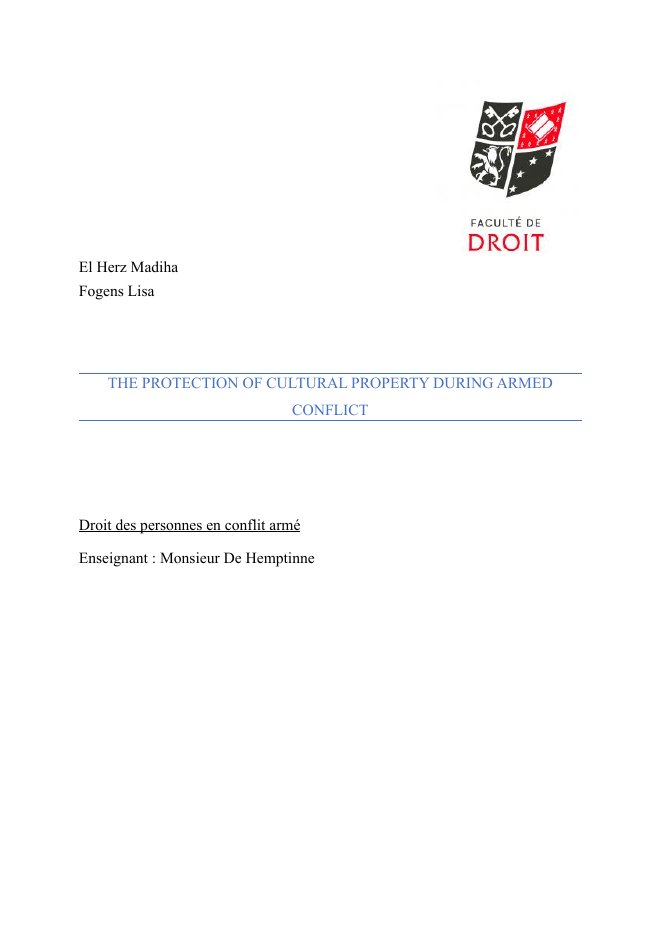 FACULTÉ DE
DROIT
El Herz Madiha
Fogens Lisa
THE PROTECTION OF CULTURAL PROPERTY DURING ARMED
CONFLICT
Droit des personnes en conflit armé
Enseignant : Monsieur De Hemptinne